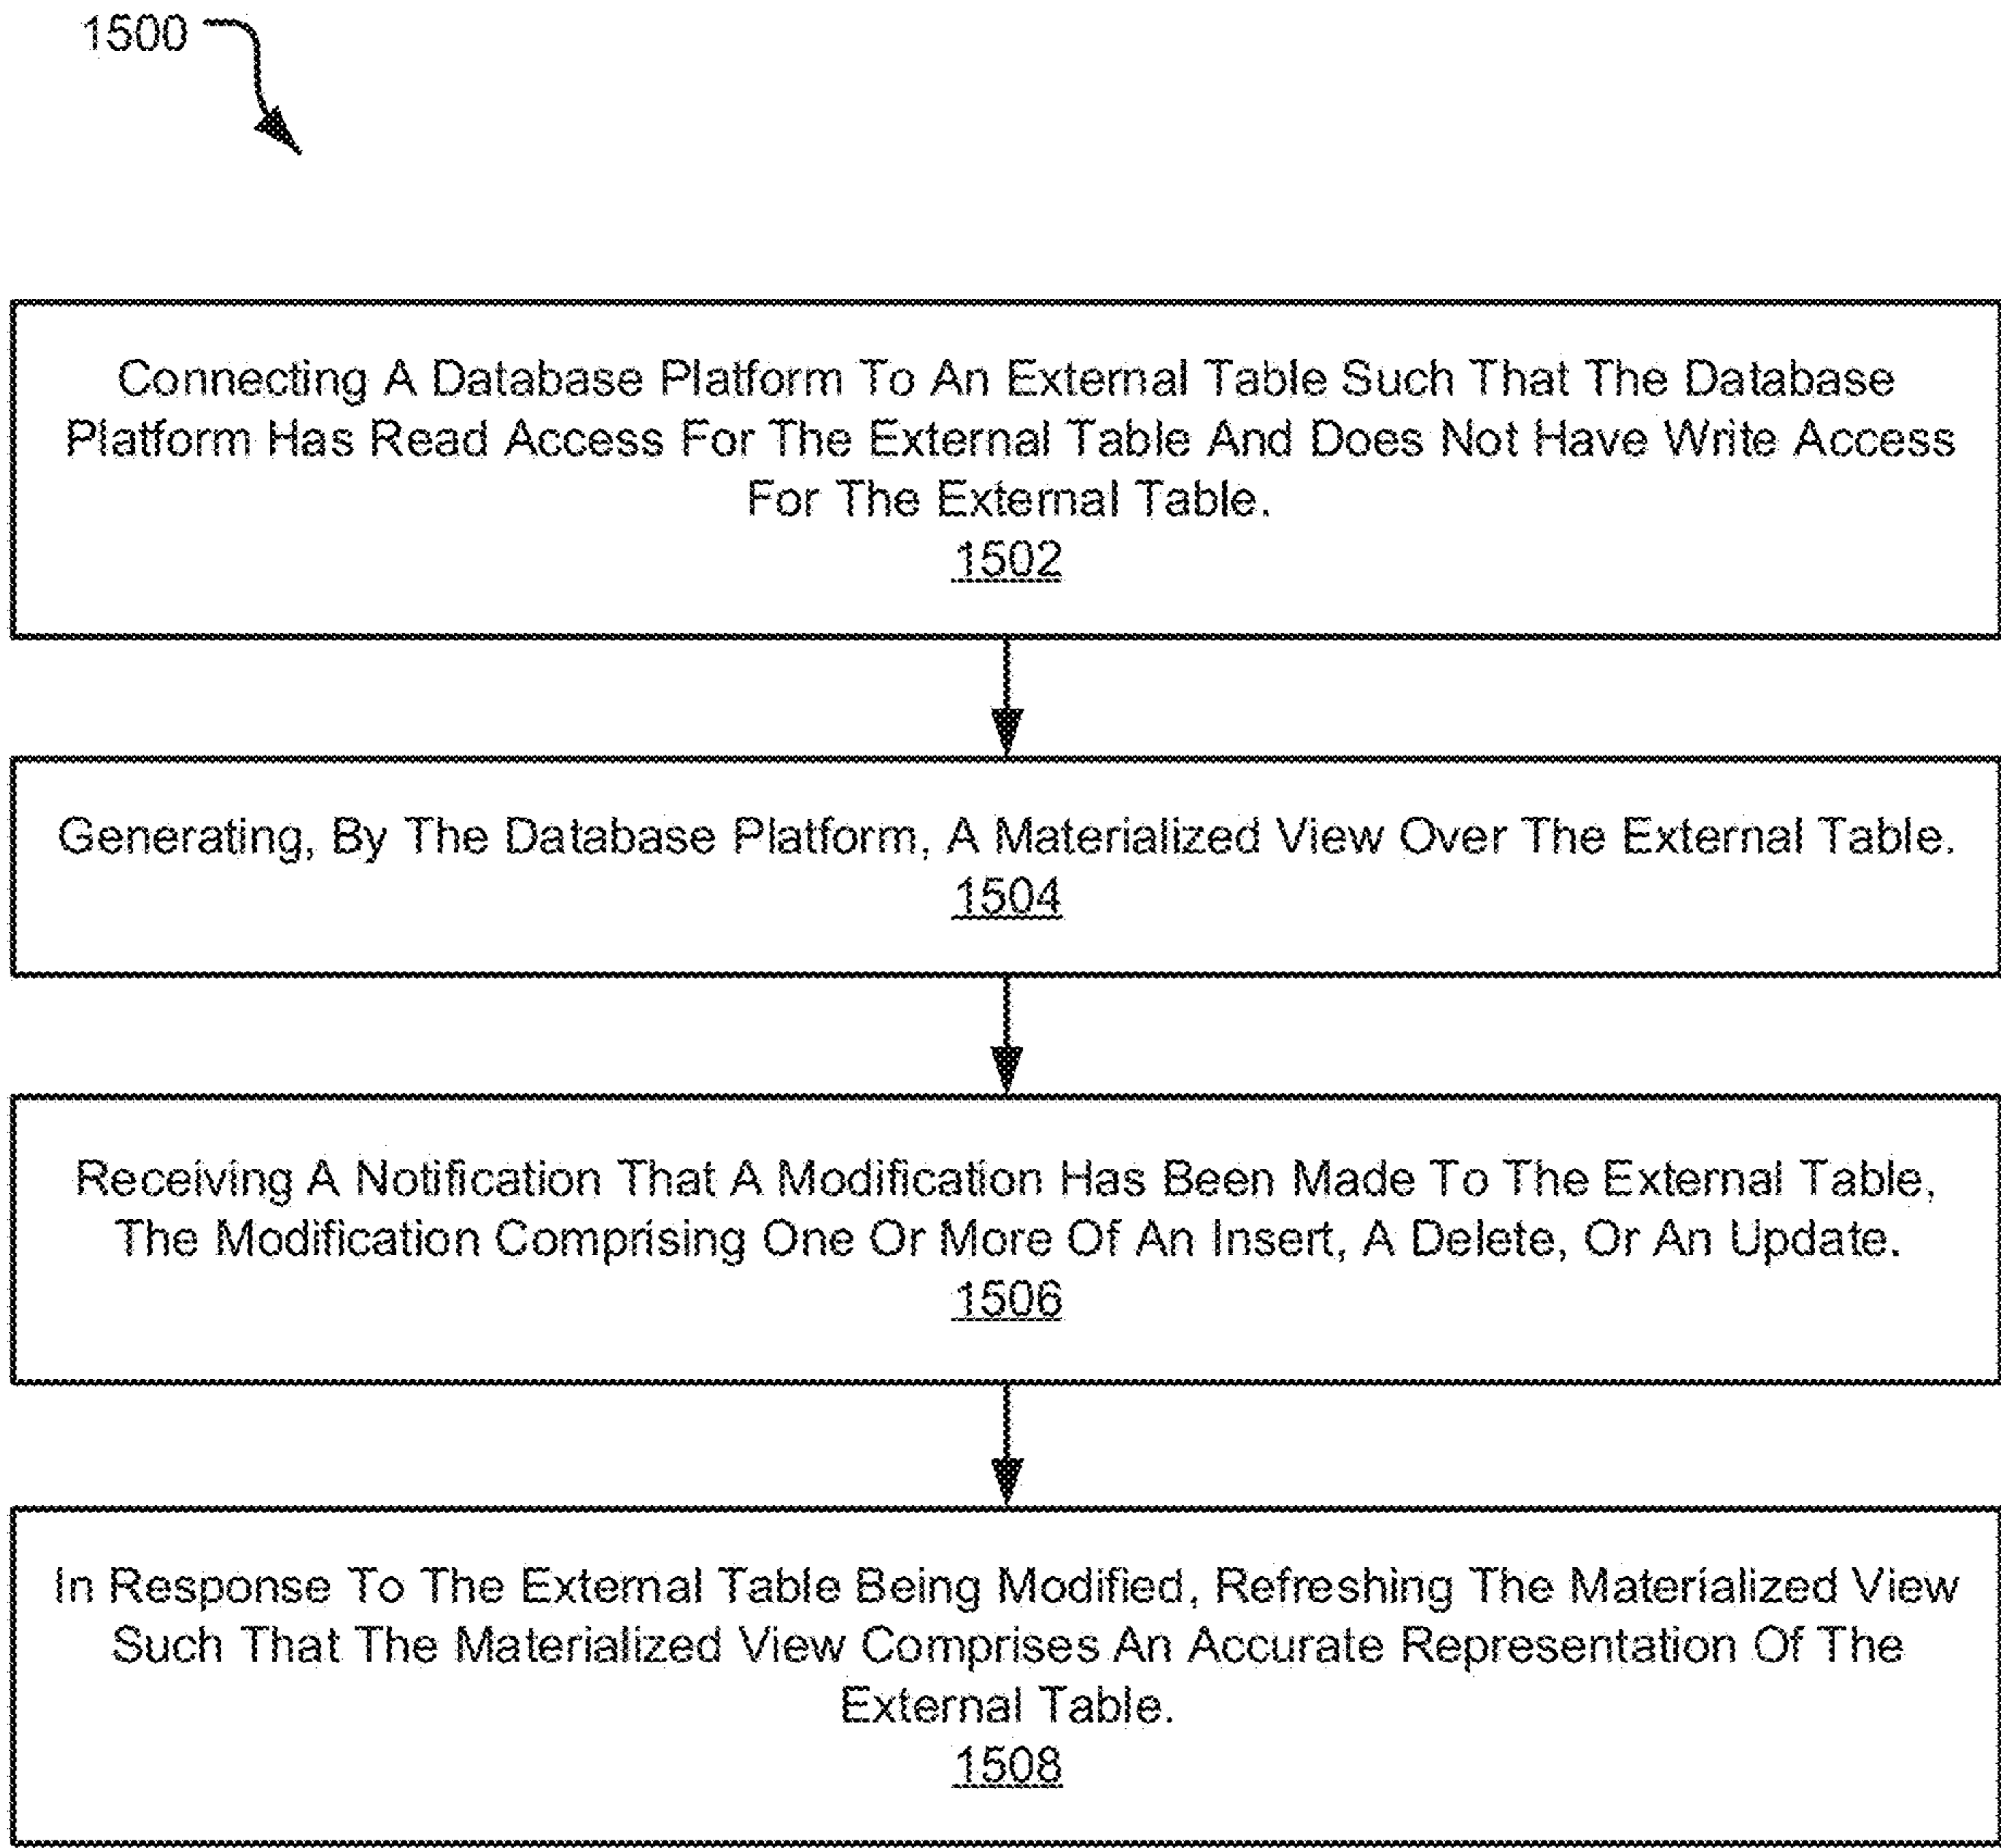 1500
Connecting A Database Platform To An External Table Such That The Database
Platform Has Read Access For The External Table And Does Not Have Write Access
For The External Table.
1502
Generating, By The Database Platform, A Materialized View Over The External Table.
1504
Receiving A Notification That A Modification Has Been Made To The External Table,
The Modification Comprising One Or More Of An Insert, A Delete, Or An Update.
1506
In Response To The External Table Being Modified, Refreshing The Materialized View
Such That The Materialized View Comprises An Accurate Representation Of The
External Table.
1508